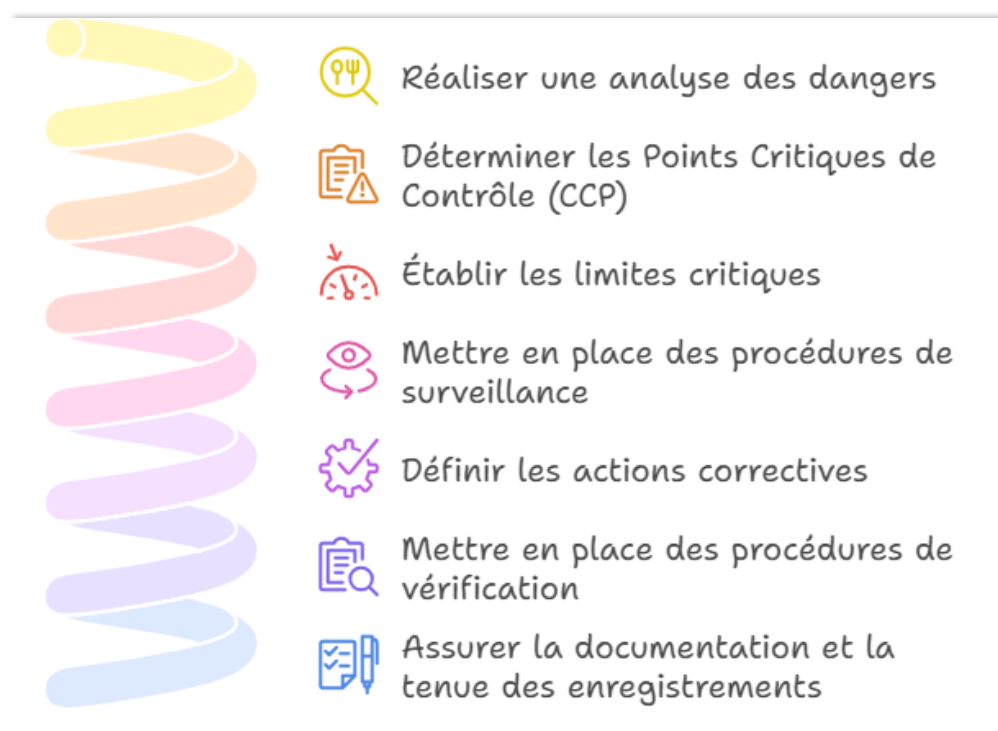 Réaliser une analyse des dangers
Déterminer les Points Critiques de
Contrôle (CCP)
Établir les limites critiques
Mettre en place des procédures de
surveillance
Définir les actions correctives
Mettre en place des procédures de
vérification
Assurer la documentation et la
tenue des enregistrements